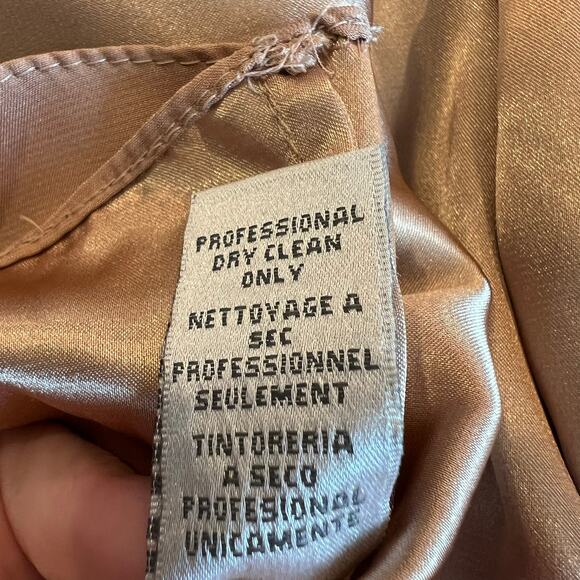 PROFESSIONAL
DRY CLEAN
ONLY
NETTOYAGE A
SEC
PROFESSIONNEL
SEULEMENT
TINTORERIA
A SECO
PROFESIONAL
UNICAMENTE